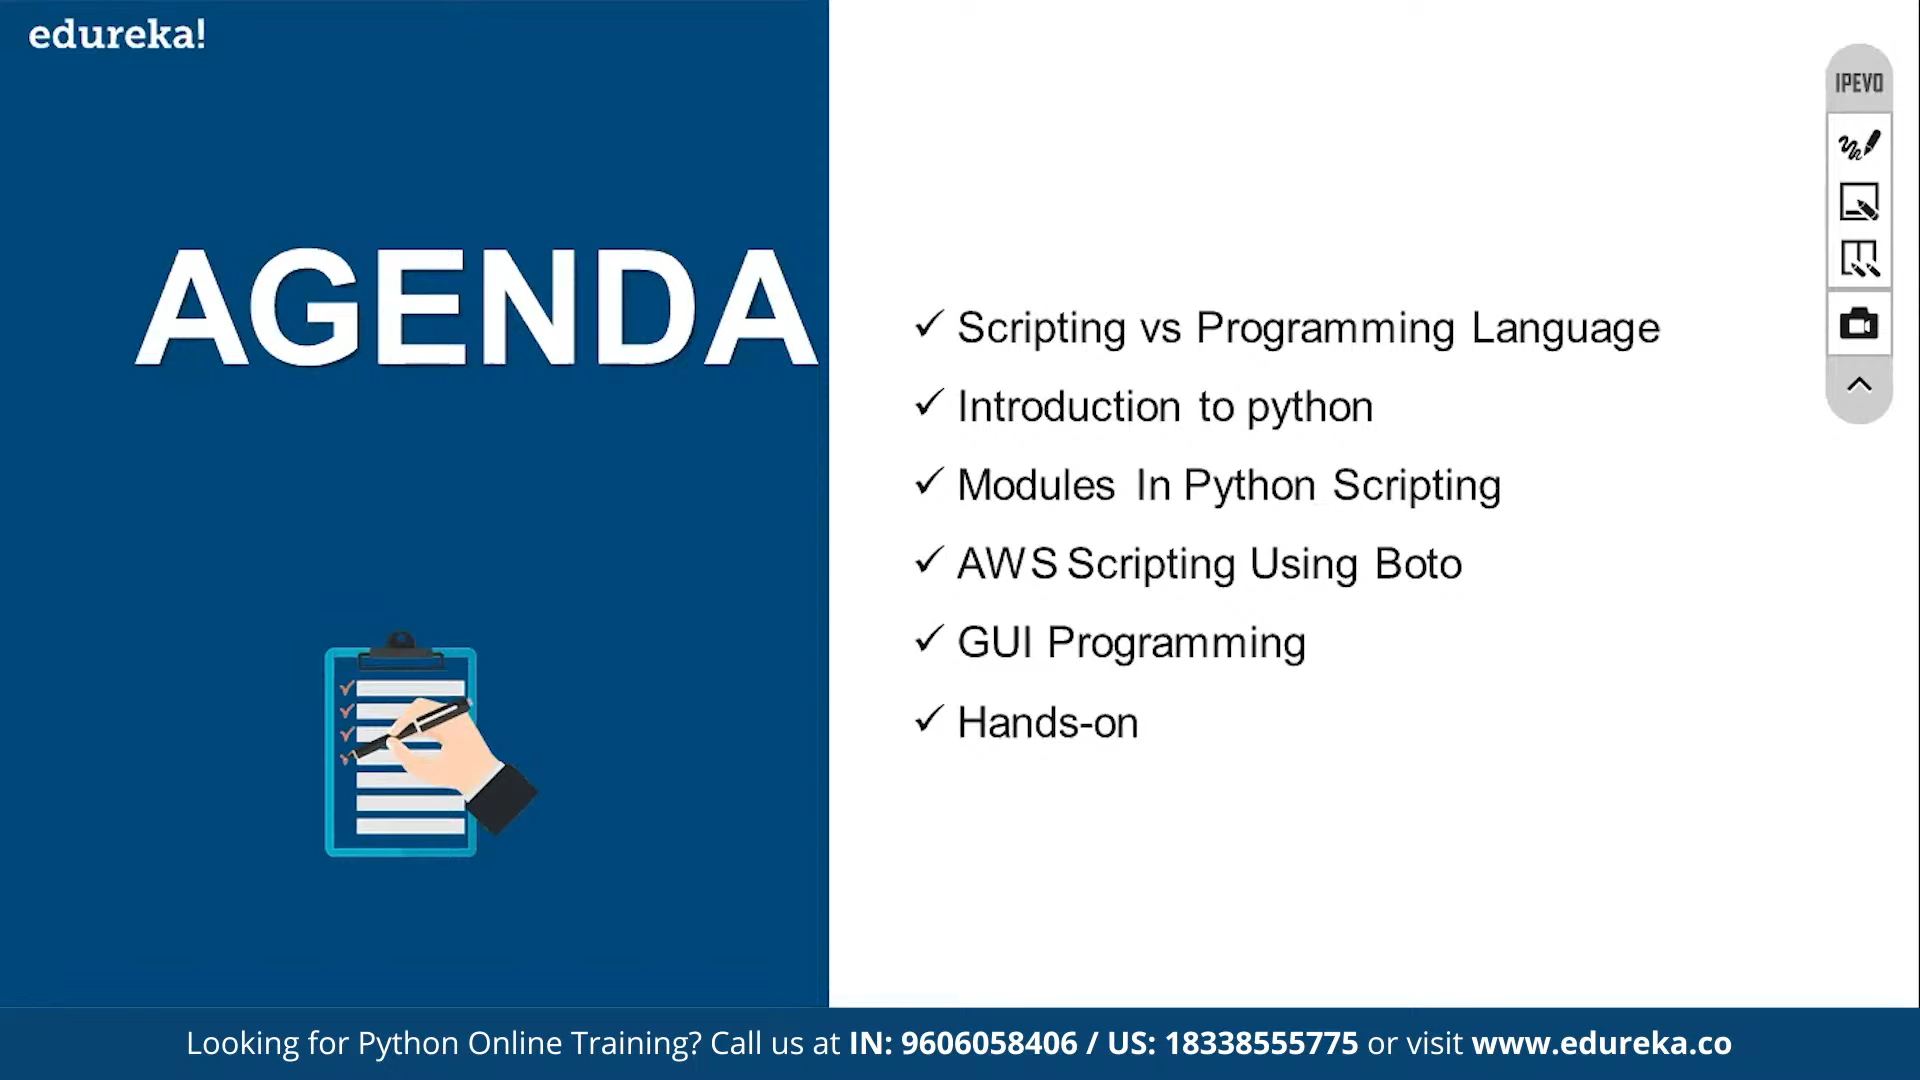 edureka!
AGENDA
Scripting vs Programming Language
Introduction to python
Modules In Python Scripting
AWS Scripting Using Boto
GUI Programming
Hands-on
IPEVO
Looking for Python Online Training? Call us at IN: 9606058406 / US: 18338555775 or visit www.edureka.co